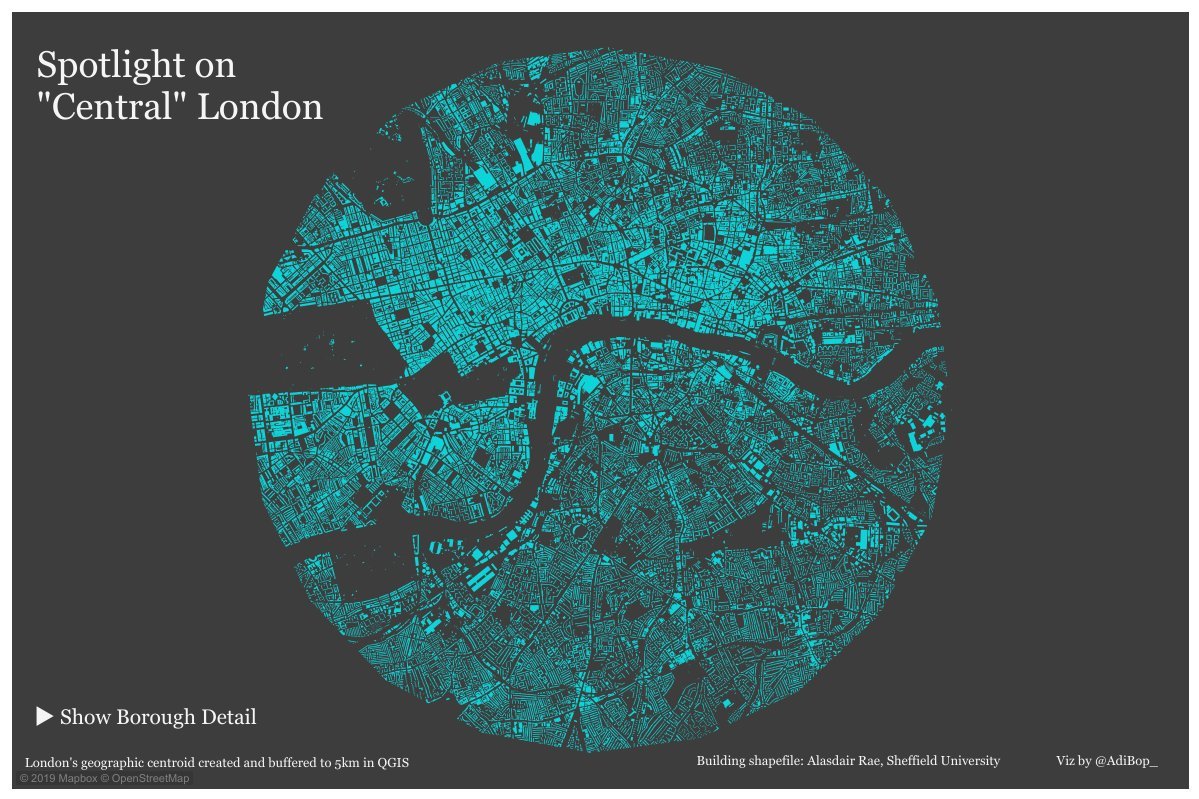 Spotlight on
"Central" London
▶ Show Borough Detail
London's geographic centroid created and buffered to 5km in QGIS
© 2019 Mapbox © OpenStreetMap
Building shapefile: Alasdair Rae, Sheffield University
Viz by @AdiBop_